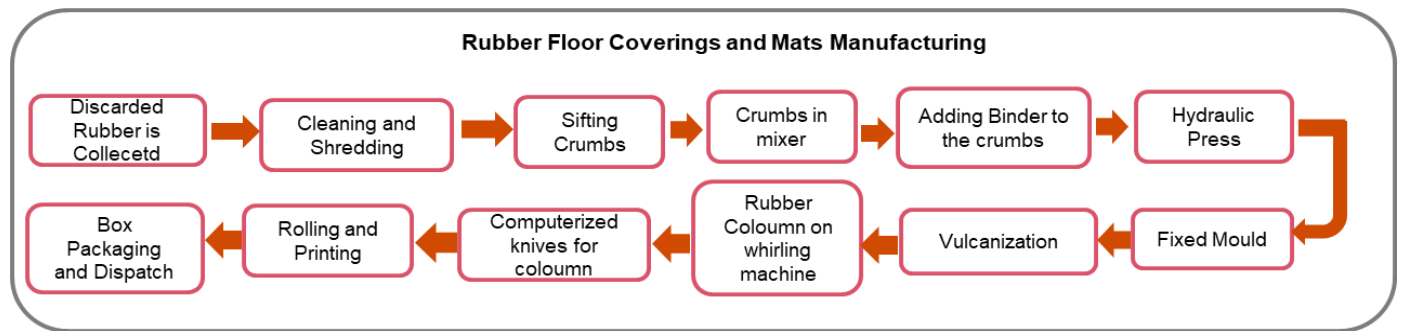 Rubber Floor Coverings and Mats Manufacturing
Discarded
Rubber is
Collecetd
Cleaning and
Shredding
Sifting
Crumbs
Crumbs in
mixer
Adding Binder to
the crumbs
Hydraulic
Press
Fixed Mould
Vulcanization
Rubber
Coloumn on
whirling
machine
Computerized
knives for
coloumn
Rolling and
Printing
Box
Packaging
and Dispatch